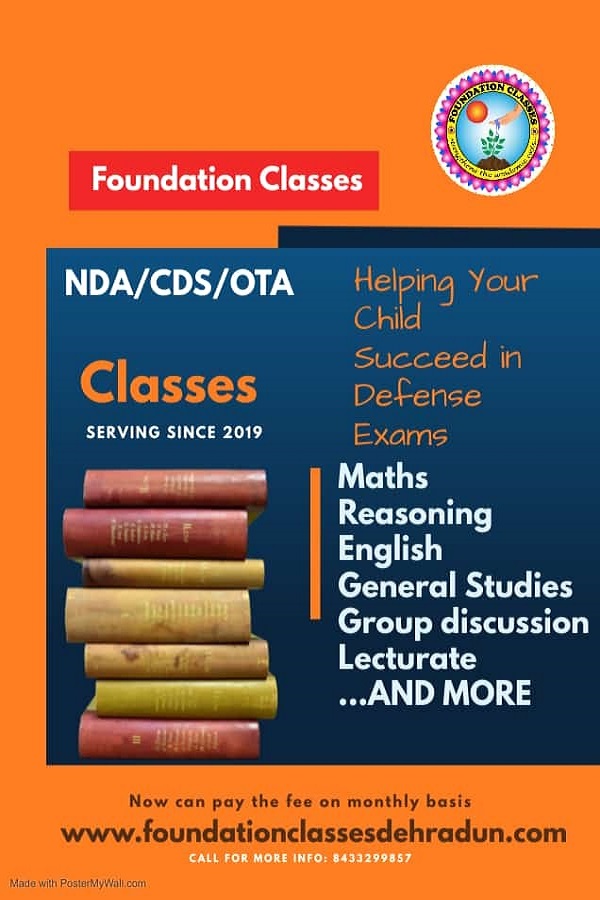 FOUNDATION CLASSES
Foundation Classes
NDA/CDS/OTA
Classes
SERVING SINCE 2019
Helping Your
Child
Succeed in
Defense
Exams
Maths
Reasoning
English
General Studies
Group discussion
Lecturate
...AND MORE
Now can pay the fee on monthly basis
www.foundationclassesdehradun.com
CALL FOR MORE INFO: 8433299857
Made with PosterMyWall.com